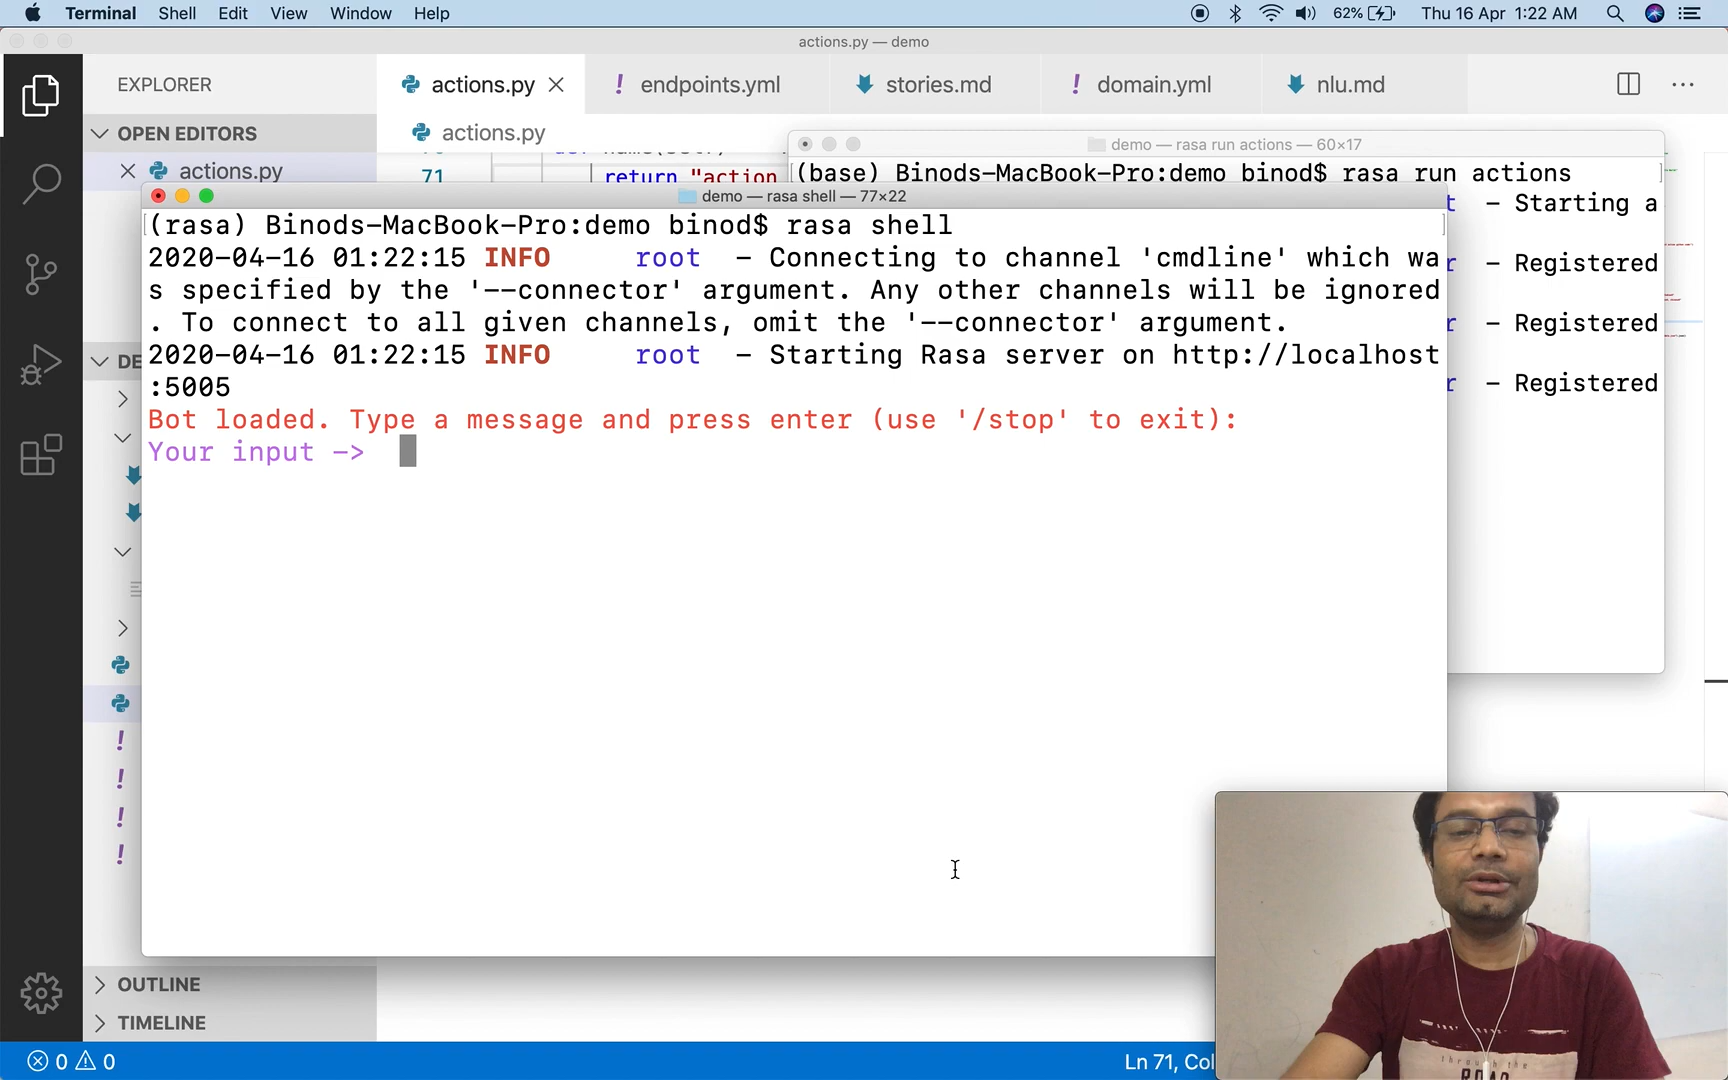 Terminal Shell Edit View Window Help 62% Thu 16 Apr 1:22 AM
actions.py — demo
EXPLORER
actions.py
endpoints.yml
stories.md
domain.yml
nlu.md
OPEN EDITORS
actions.py
actions.py
demo — rasa run actions — 60×17
71
return "action
(base) Binods-MacBook-Pro:demo binod$ rasa run actions
t - Starting a
r - Registered
r - Registered
r - Registered
demo — rasa shell — 77×22
(rasa) Binods-MacBook-Pro:demo binod$ rasa shell
2020-04-16 01:22:15 INFO root - Connecting to channel 'cmdline' which wa
s specified by the '--connector' argument. Any other channels will be ignored
. To connect to all given channels, omit the '--connector' argument.
2020-04-16 01:22:15 INFO root - Starting Rasa server on http://localhost
:5005
Bot loaded. Type a message and press enter (use '/stop' to exit):
Your input ->
DE
OUTLINE
TIMELINE
0 0
Ln 71, Col
through the
ROAD